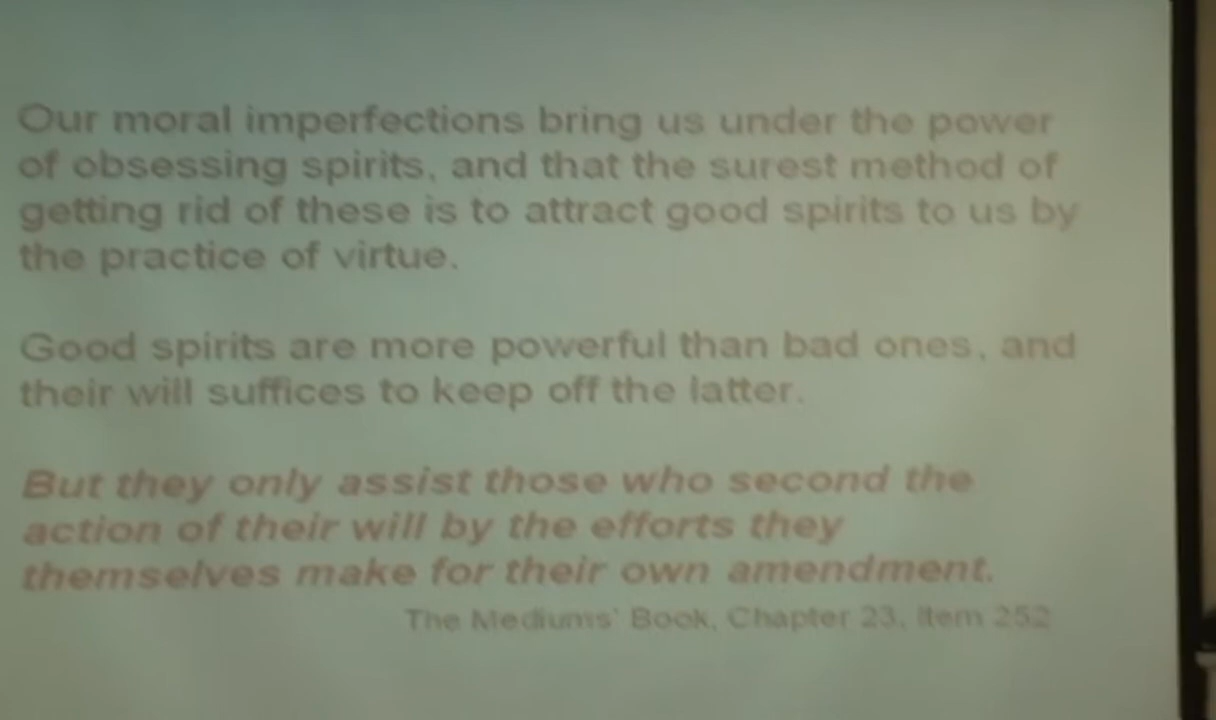 Our moral imperfections bring us under the power
of obsessing spirits, and that the surest method of
getting rid of these is to attract good spirits to us by
the practice of virtue.
Good spirits are more powerful than bad ones, and
their will suffices to keep off the latter.
But they only assist those who second the
action of their will by the efforts they
themselves make for their own amendment.
The Mediums' Book, Chapter 23, Item 252